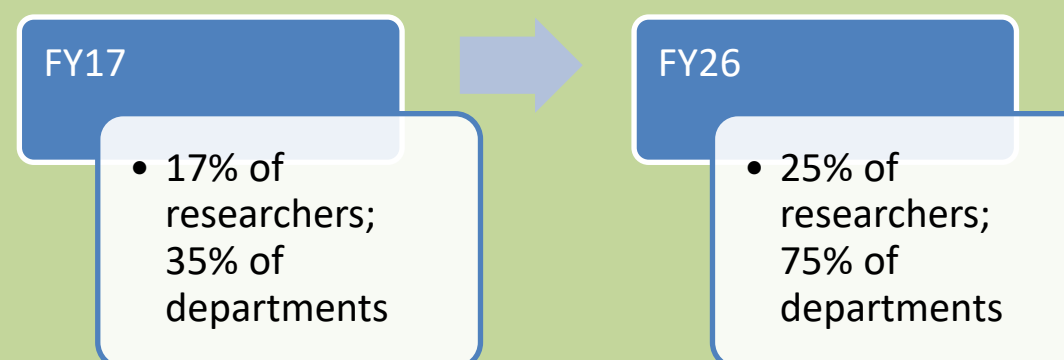 FY17
• 17% of
researchers;
35% of
departments
FY26
• 25% of
researchers;
75% of
departments